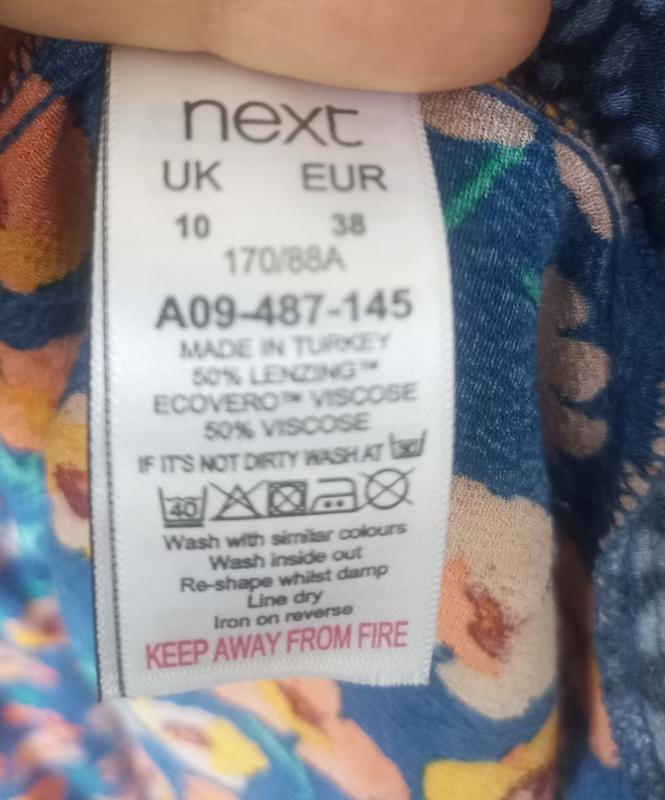 next
UK EUR
10 38
170/88A
A09-487-145
MADE IN TURKEY
50% LENZING™
ECOVERO™ VISCOSE
50% VISCOSE
IF IT'S NOT DIRTY WASH AT 30
40
Wash with similar colours
Wash inside out
Re-shape whilst damp
Line dry
Iron on reverse
KEEP AWAY FROM FIRE